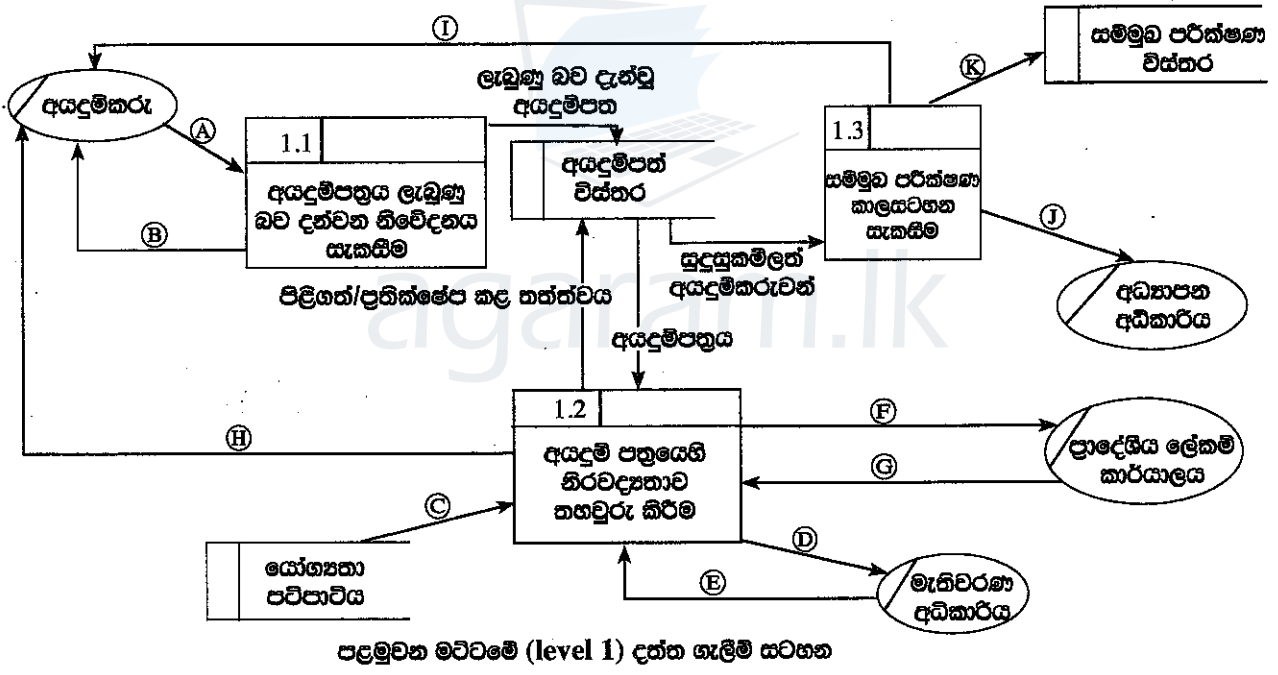 Ⓘ
සම්මුඛ පරීක්ෂණ
විස්තර
Ⓚ
ලැබුණු බව දැන්වූ
අයදුම්පත
අයදුම්කරු
Ⓐ
1.1
අයදුම්පත්‍රය ලැබුණු
බව දන්වන නිවේදනය
සැකසීම
අයදුම්පත්
විස්තර
1.3
සම්මුඛ පරීක්ෂණ
කාලසටහන
සැකසීම
Ⓑ
Ⓙ
සුදුසුකම්ලත්
අයදුම්කරුවන්
පිළිගත්/ප්‍රතික්ෂේප කළ තත්ත්වය
අධ්‍යාපන
අධිකාරිය
agaram.lk
අයදුම්පත්‍රය
1.2
අයදුම් පත්‍රයෙහි
නිරවද්‍යතාව
තහවුරු කිරීම
Ⓕ
Ⓗ
ප්‍රාදේශීය ලේකම්
කාර්යාලය
Ⓖ
Ⓒ
Ⓓ
යෝග්‍යතා
පටිපාටිය
Ⓔ
මැතිවරණ
අධිකාරිය
පළමුවන මට්ටමේ (level 1) දත්ත ගැලීම් සටහන